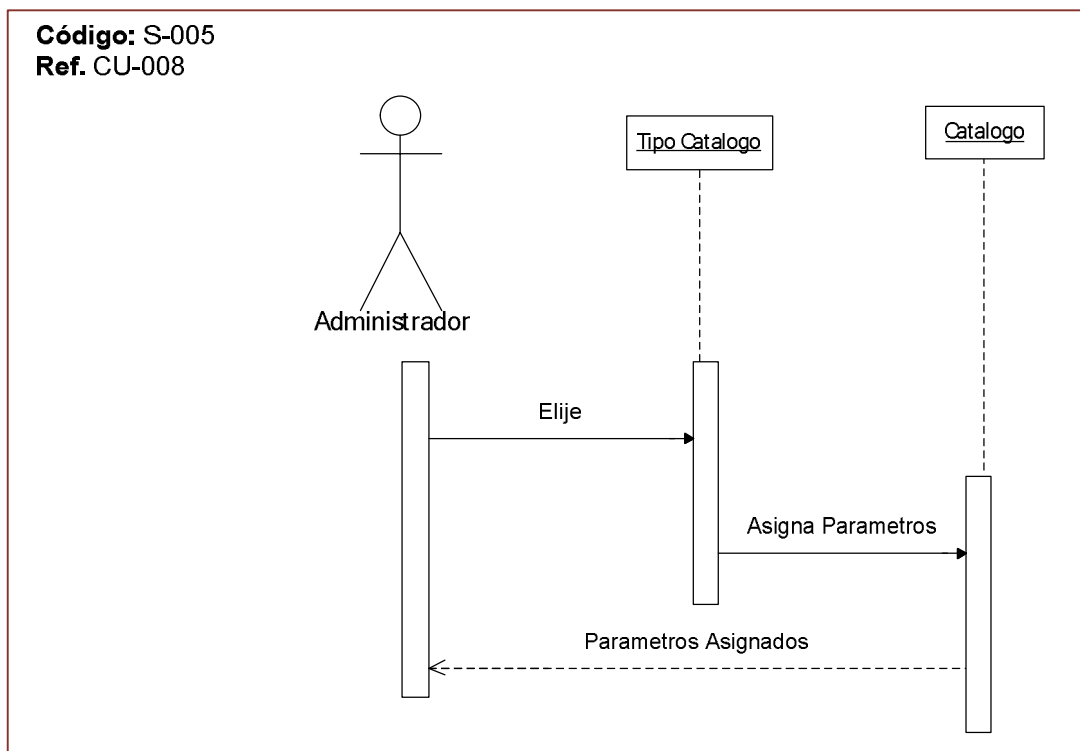 Código: S-005
Ref. CU-008
Tipo Catalogo
Catalogo
Administrador
Elije
Asigna Parametros
Parametros Asignados